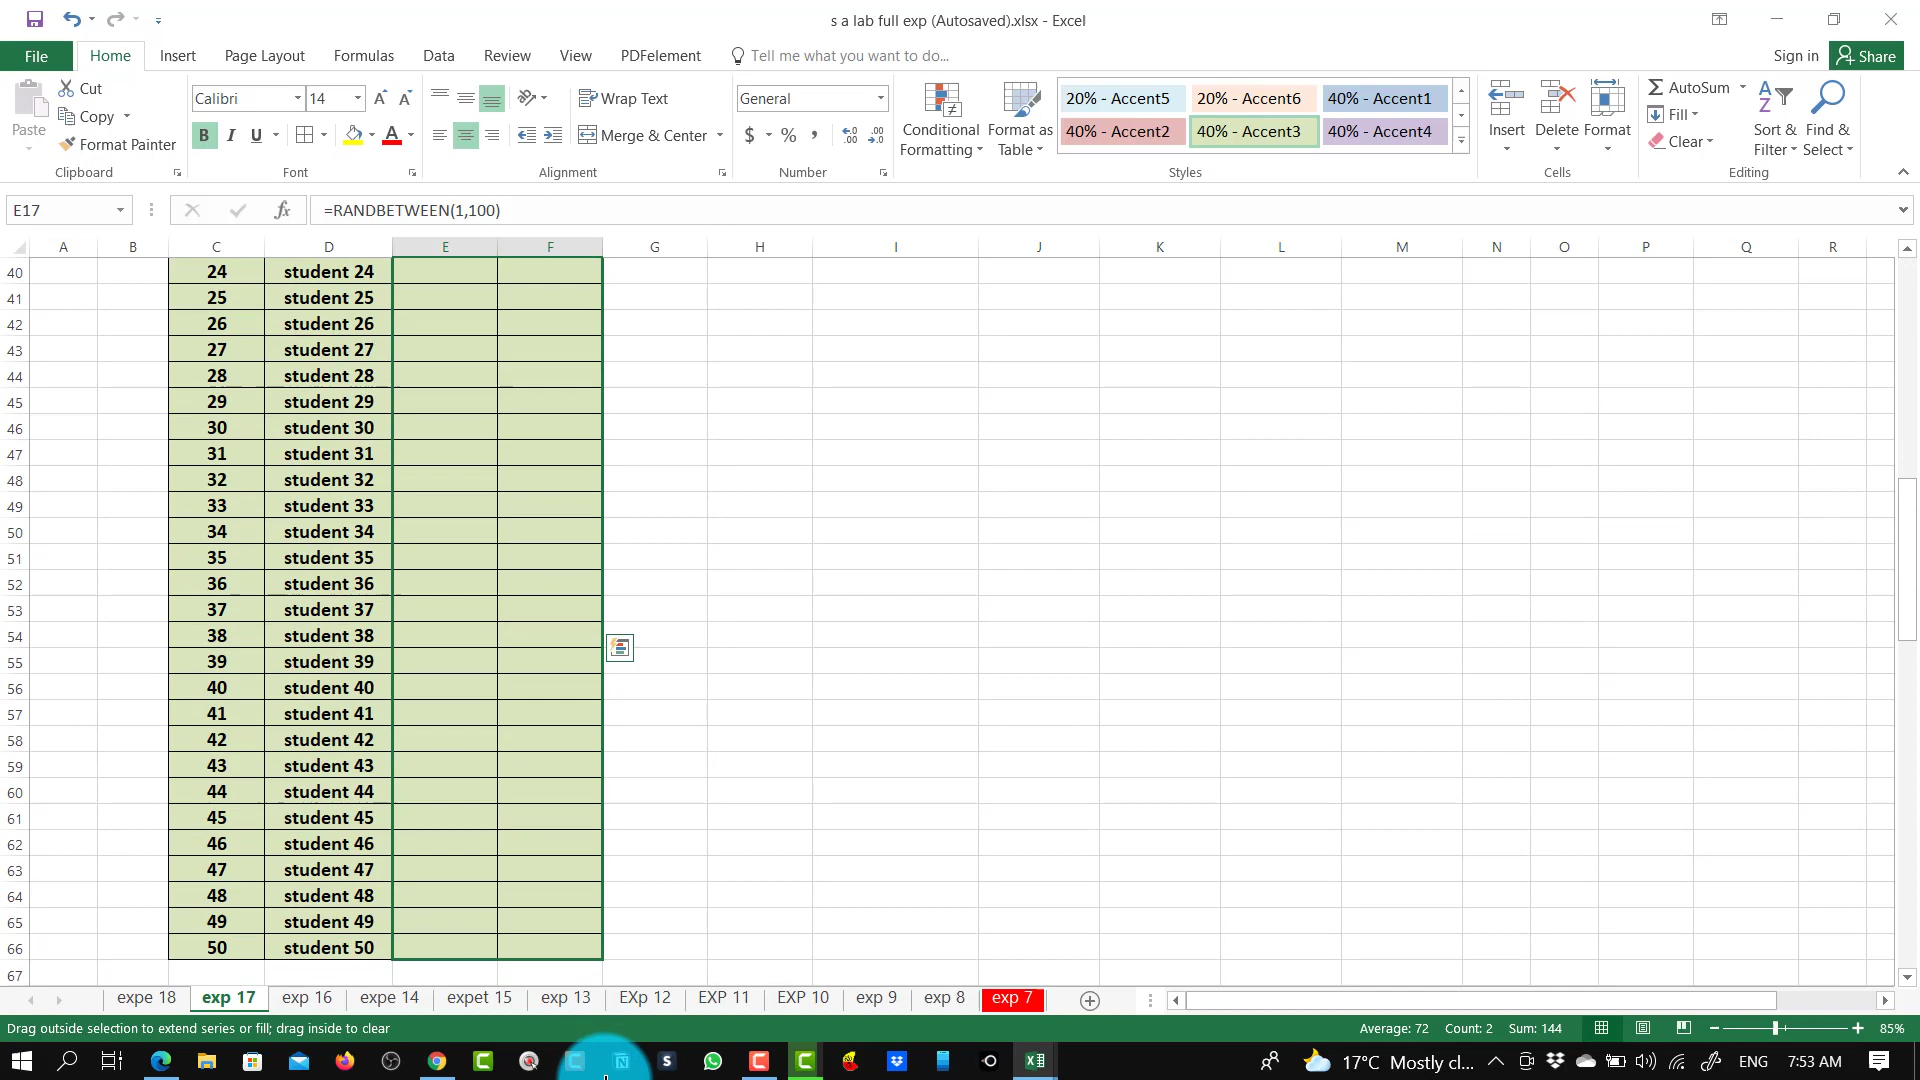 s a lab full exp (Autosaved).xlsx - Excel
File Home Insert Page Layout Formulas Data Review View PDFelement Tell me what you want to do... Sign in Share
Paste
Cut
Copy
Format Painter
Clipboard
Calibri 14
B I U A
Font
Wrap Text
Merge & Center
Alignment
General
$ % ,
Number
Conditional Formatting
Format as Table
20% - Accent5 20% - Accent6 40% - Accent1
40% - Accent2 40% - Accent3 40% - Accent4
Styles
Insert Delete Format
Cells
AutoSum
Fill
Clear
Sort & Filter
Find & Select
Editing
E17 fx =RANDBETWEEN(1,100)
A B C D E F G H I J K L M N O P Q R
40 24 student 24
41 25 student 25
42 26 student 26
43 27 student 27
44 28 student 28
45 29 student 29
46 30 student 30
47 31 student 31
48 32 student 32
49 33 student 33
50 34 student 34
51 35 student 35
52 36 student 36
53 37 student 37
54 38 student 38
55 39 student 39
56 40 student 40
57 41 student 41
58 42 student 42
59 43 student 43
60 44 student 44
61 45 student 45
62 46 student 46
63 47 student 47
64 48 student 48
65 49 student 49
66 50 student 50
67
expe 18 exp 17 exp 16 expe 14 expet 15 exp 13 EXp 12 EXP 11 EXP 10 exp 9 exp 8 exp 7
Drag outside selection to extend series or fill; drag inside to clear Average: 72 Count: 2 Sum: 144 85%
17°C Mostly cl... ENG 7:53 AM